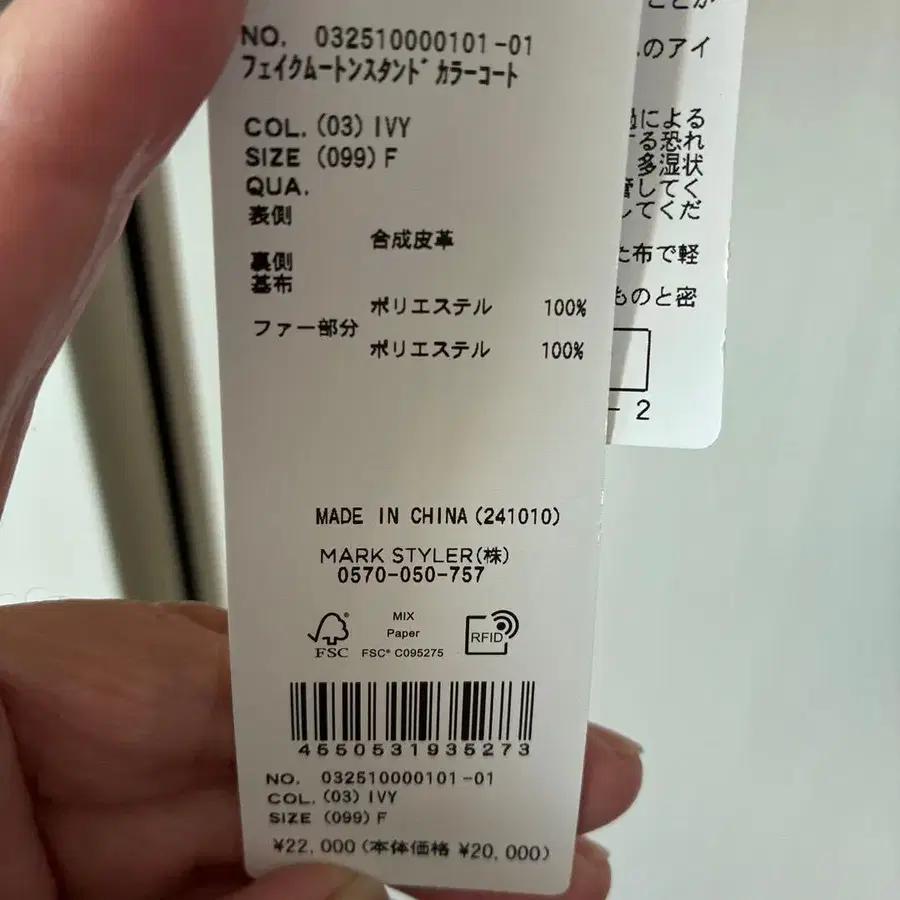 NO. 032510000101-01
フェイクムートンスタンドカラーコート
COL. (03) IVY
SIZE (099) F
QUA.
表側
合成皮革
裏側
基布
ポリエステル 100%
ファー部分
ポリエステル 100%
MADE IN CHINA (241010)
MARK STYLER(株)
0570-050-757
FSC
MIX
Paper
FSC® C095275
RFID
4550531935273
NO. 032510000101-01
COL. (03) IVY
SIZE (099) F
¥22,000 (本体価格 ¥20,000)
のアイ
による
する恐れ
多湿状
管してく
してくだ
た布で軽
ものと密
- 2